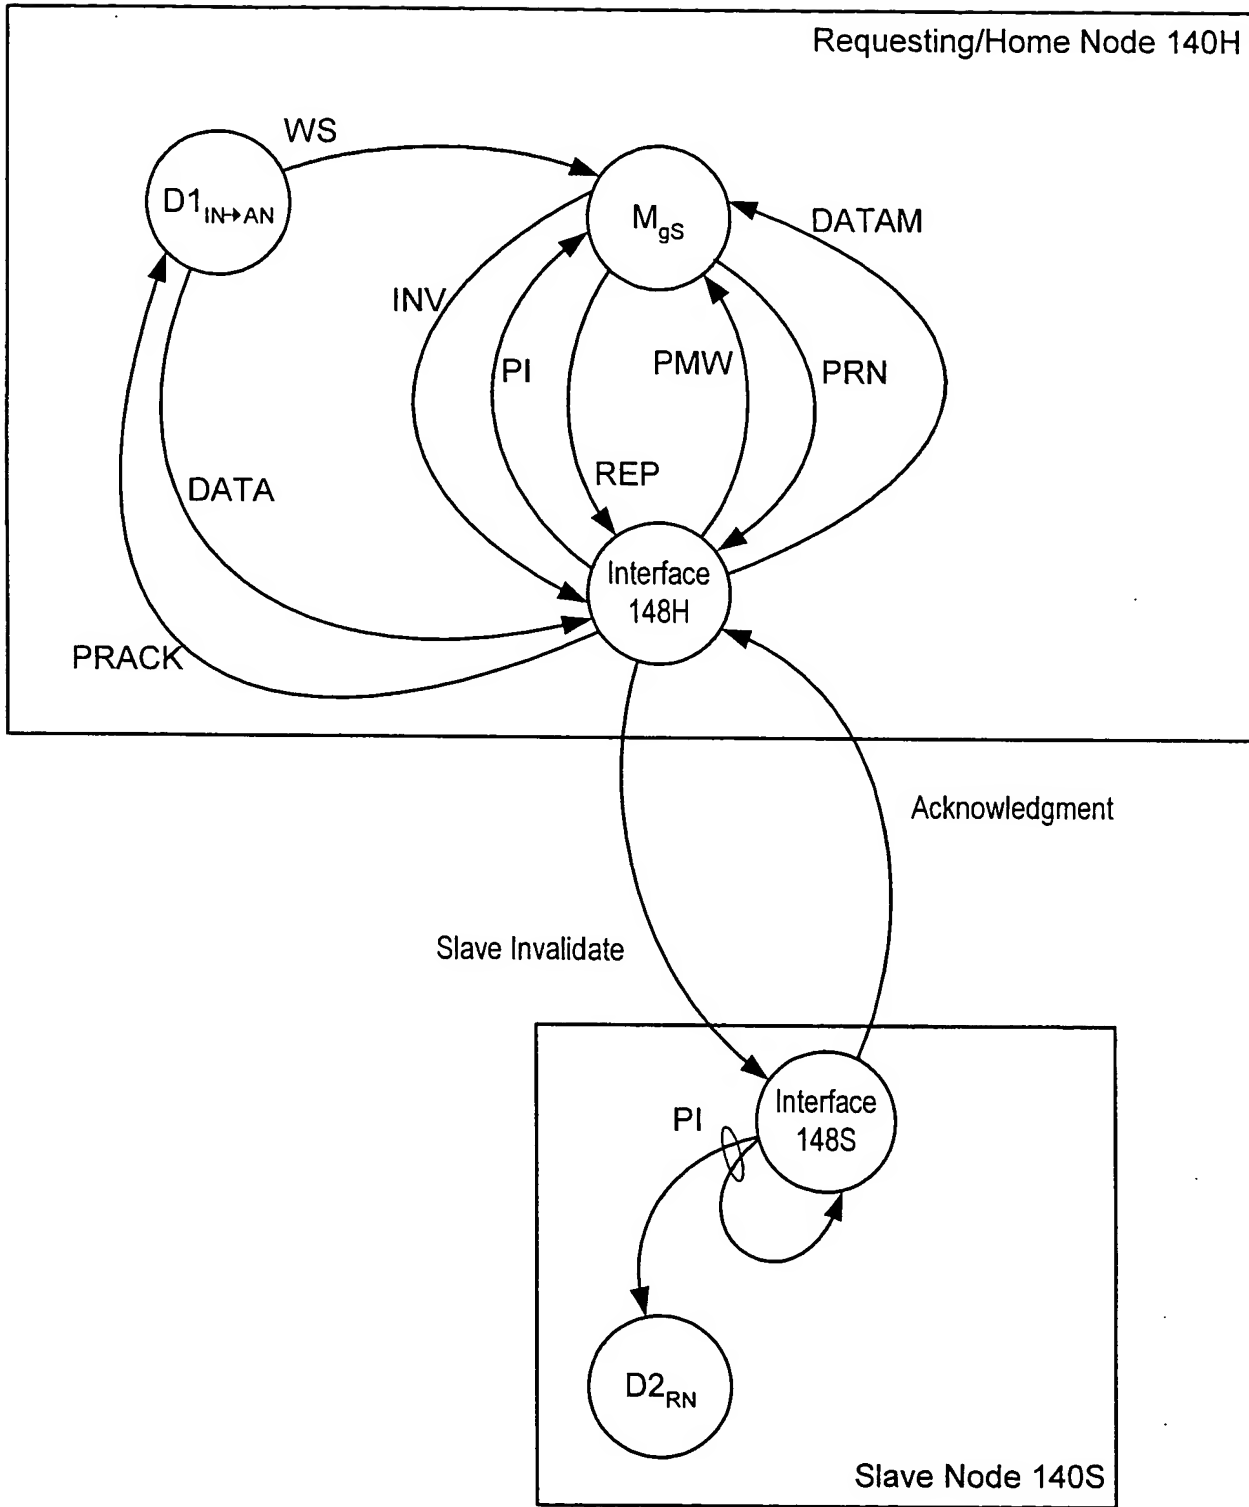 Requesting/Home Node 140H
WS
D1IN→AN
MgS
DATAM
INV
PI
PMW
PRN
REP
DATA
Interface
148H
PRACK
Acknowledgment
Slave Invalidate
Interface
148S
PI
D2RN
Slave Node 140S